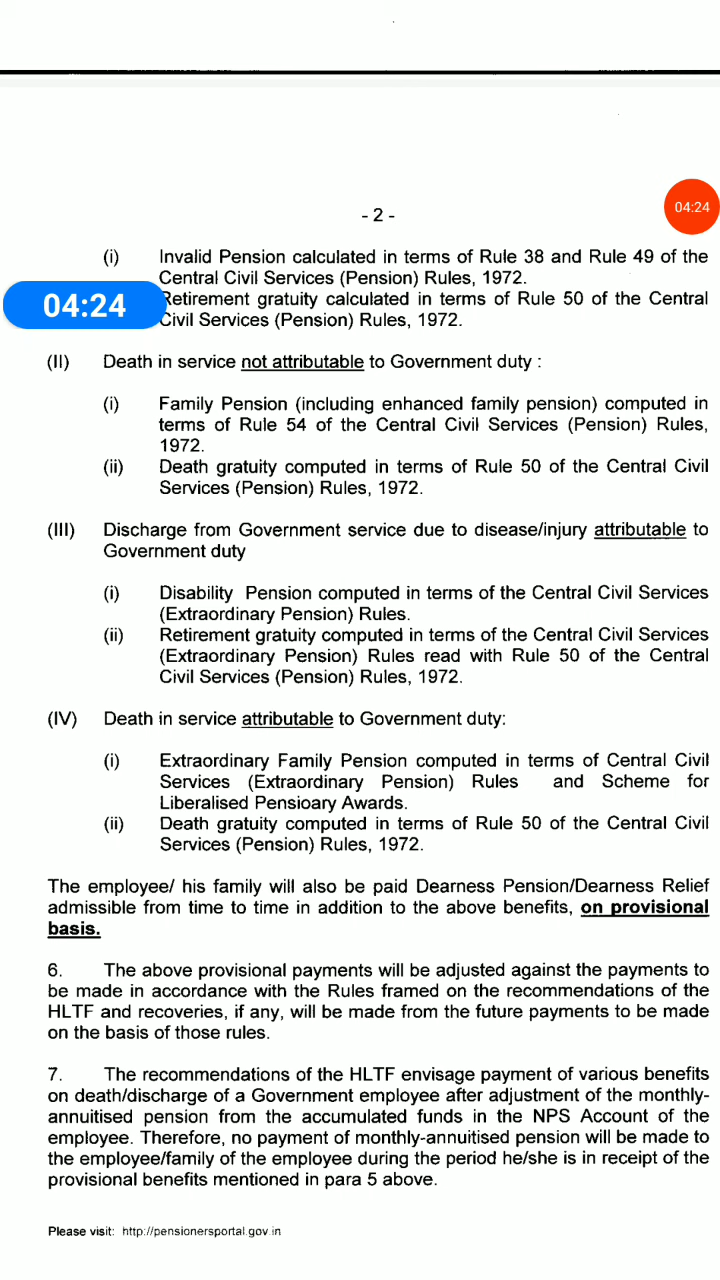 - 2 -
04:24
(i) Invalid Pension calculated in terms of Rule 38 and Rule 49 of the
Central Civil Services (Pension) Rules, 1972.
04:24
Retirement gratuity calculated in terms of Rule 50 of the Central
Civil Services (Pension) Rules, 1972.
(II) Death in service not attributable to Government duty :
(i) Family Pension (including enhanced family pension) computed in
terms of Rule 54 of the Central Civil Services (Pension) Rules,
1972.
(ii) Death gratuity computed in terms of Rule 50 of the Central Civil
Services (Pension) Rules, 1972.
(III) Discharge from Government service due to disease/injury attributable to
Government duty
(i) Disability Pension computed in terms of the Central Civil Services
(Extraordinary Pension) Rules.
(ii) Retirement gratuity computed in terms of the Central Civil Services
(Extraordinary Pension) Rules read with Rule 50 of the Central
Civil Services (Pension) Rules, 1972.
(IV) Death in service attributable to Government duty:
(i) Extraordinary Family Pension computed in terms of Central Civil
Services (Extraordinary Pension) Rules and Scheme for
Liberalised Pensioary Awards.
(ii) Death gratuity computed in terms of Rule 50 of the Central Civil
Services (Pension) Rules, 1972.
The employee/ his family will also be paid Dearness Pension/Dearness Relief
admissible from time to time in addition to the above benefits, on provisional
basis.
6. The above provisional payments will be adjusted against the payments to
be made in accordance with the Rules framed on the recommendations of the
HLTF and recoveries, if any, will be made from the future payments to be made
on the basis of those rules.
7. The recommendations of the HLTF envisage payment of various benefits
on death/discharge of a Government employee after adjustment of the monthly-
annuitised pension from the accumulated funds in the NPS Account of the
employee. Therefore, no payment of monthly-annuitised pension will be made to
the employee/family of the employee during the period he/she is in receipt of the
provisional benefits mentioned in para 5 above.
Please visit: http://pensionersportal.gov.in